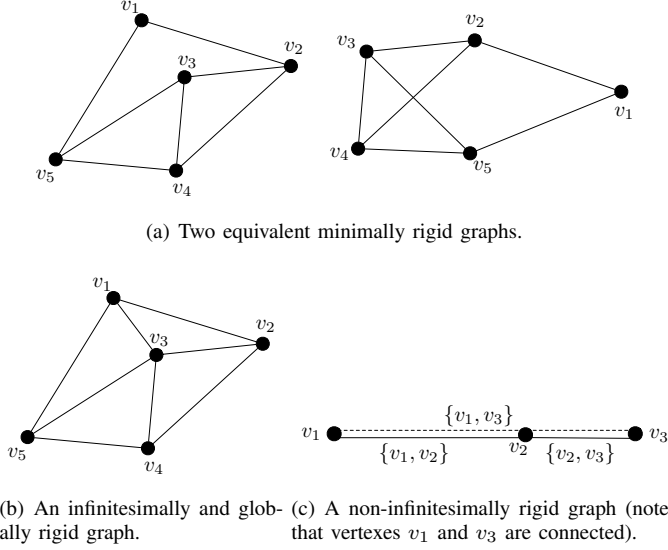 v₁
v₂
v₃
v₅
v₄
v₂
v₃
v₁
v₄
v₅
(a) Two equivalent minimally rigid graphs.
v₁
v₂
v₃
v₅
v₄
{v₁, v₃}
v₁
v₂
v₃
{v₁, v₂}
{v₂, v₃}
(b) An infinitesimally and glob-
ally rigid graph.
(c) A non-infinitesimally rigid graph (note
that vertexes v₁ and v₃ are connected).